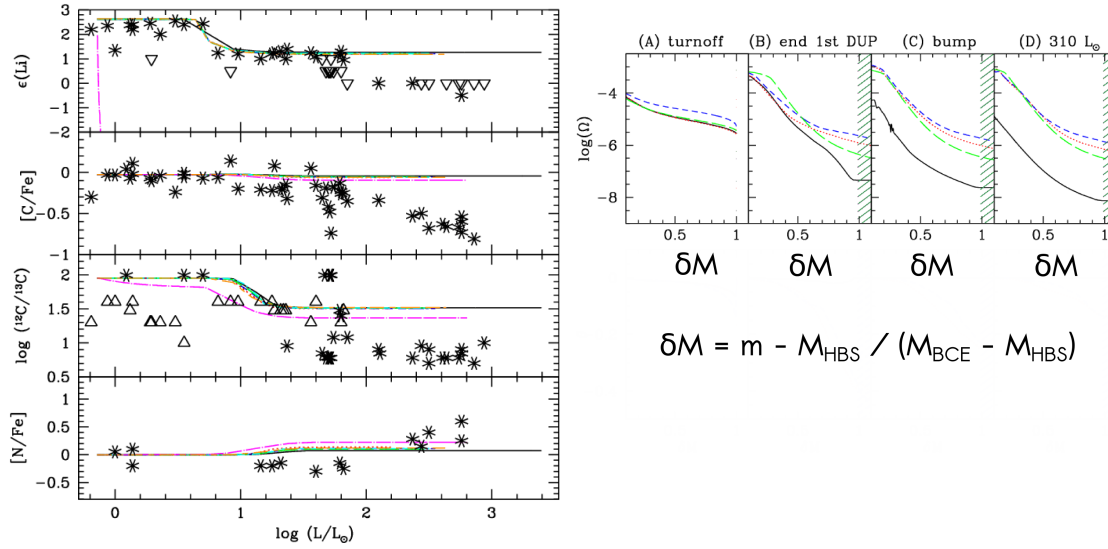 ε(Li)
3
2
1
0
−1
−2
[C/Fe]
0
−0.5
−1
log (¹²C/¹³C)
2
1.5
1
0.5
[N/Fe]
1
0.5
0
−0.5
0 1 2 3
log (L/L☉)
(A) turnoff (B) end 1st DUP (C) bump (D) 310 L☉
log(Ω)
−4
−6
−8
0.5 1 0.5 1 0.5 1 0.5 1
δM δM δM δM
δM = m - M_HBS / (M_BCE - M_HBS)